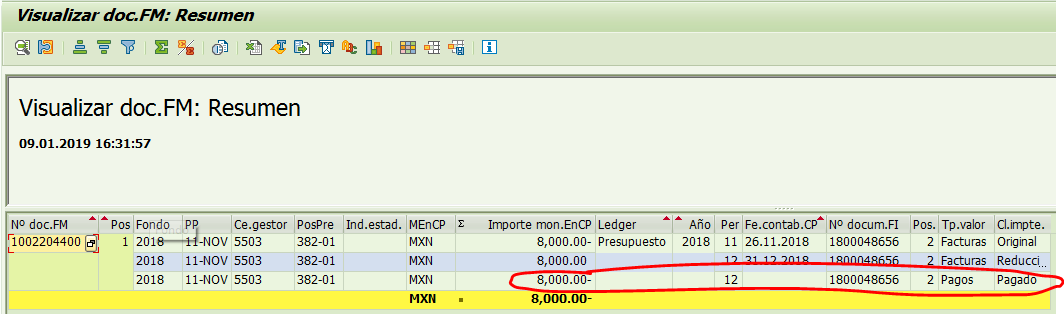 Visualizar doc.FM: Resumen
Visualizar doc.FM: Resumen
09.01.2019 16:31:57
Nº doc.FM Pos Fondo PP Ce.gestor PosPre Ind.estad. MEnCP Σ Importe mon.EnCP Ledger Año Per Fe.contab.CP Nº docum.FI Pos. Tp.valor Cl.impte.
1002204400 1 2018 11-NOV 5503 382-01 MXN 8,000.00- Presupuesto 2018 11 26.11.2018 1800048656 2 Facturas Original
2018 11-NOV 5503 382-01 MXN 8,000.00 12 31.12.2018 1800048656 2 Facturas Reducci...
2018 11-NOV 5503 382-01 MXN 8,000.00- 12 1800048656 2 Pagos Pagado
MXN 8,000.00-